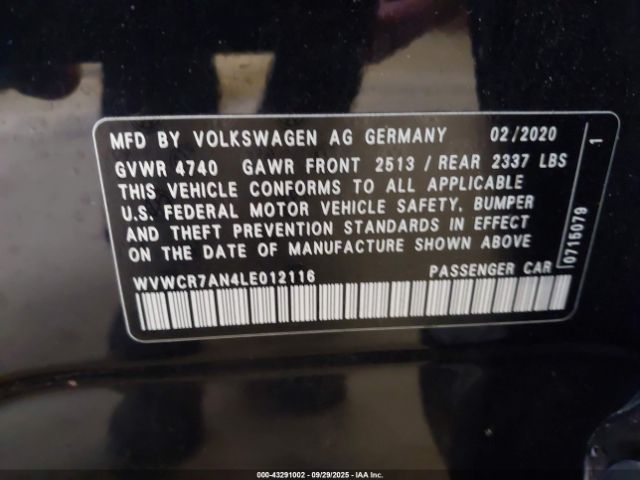 MFD BY VOLKSWAGEN AG GERMANY 02/2020
GVWR 4740 GAWR FRONT 2513 / REAR 2337 LBS
THIS VEHICLE CONFORMS TO ALL APPLICABLE
U.S. FEDERAL MOTOR VEHICLE SAFETY, BUMPER
AND THEFT PREVENTION STANDARDS IN EFFECT
ON THE DATE OF MANUFACTURE SHOWN ABOVE
WVWCR7AN4LE012116 PASSENGER CAR
0715079 1
000-43291002 - 09/29/2025 - IAA Inc.